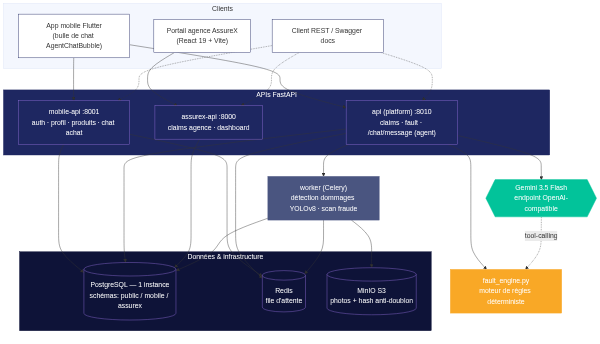 Clients
App mobile Flutter
(bulle de chat
AgentChatBubble)
Portail agence AssureX
(React 19 + Vite)
Client REST / Swagger
docs
APIs FastAPI
mobile-api :8001
auth · profil · produits · chat
achat
assurex-api :8000
claims agence · dashboard
api (platform) :8010
claims · fault ·
/chat/message (agent)
worker (Celery)
détection dommages
YOLOv8 · scan fraude
Gemini 3.5 Flash
endpoint OpenAI-
compatible
tool-calling
Données & infrastructure
PostgreSQL — 1 instance
schémas: public / mobile /
assurex
Redis
file d'attente
MinIO S3
photos + hash anti-doublon
fault_engine.py
moteur de règles
déterministe